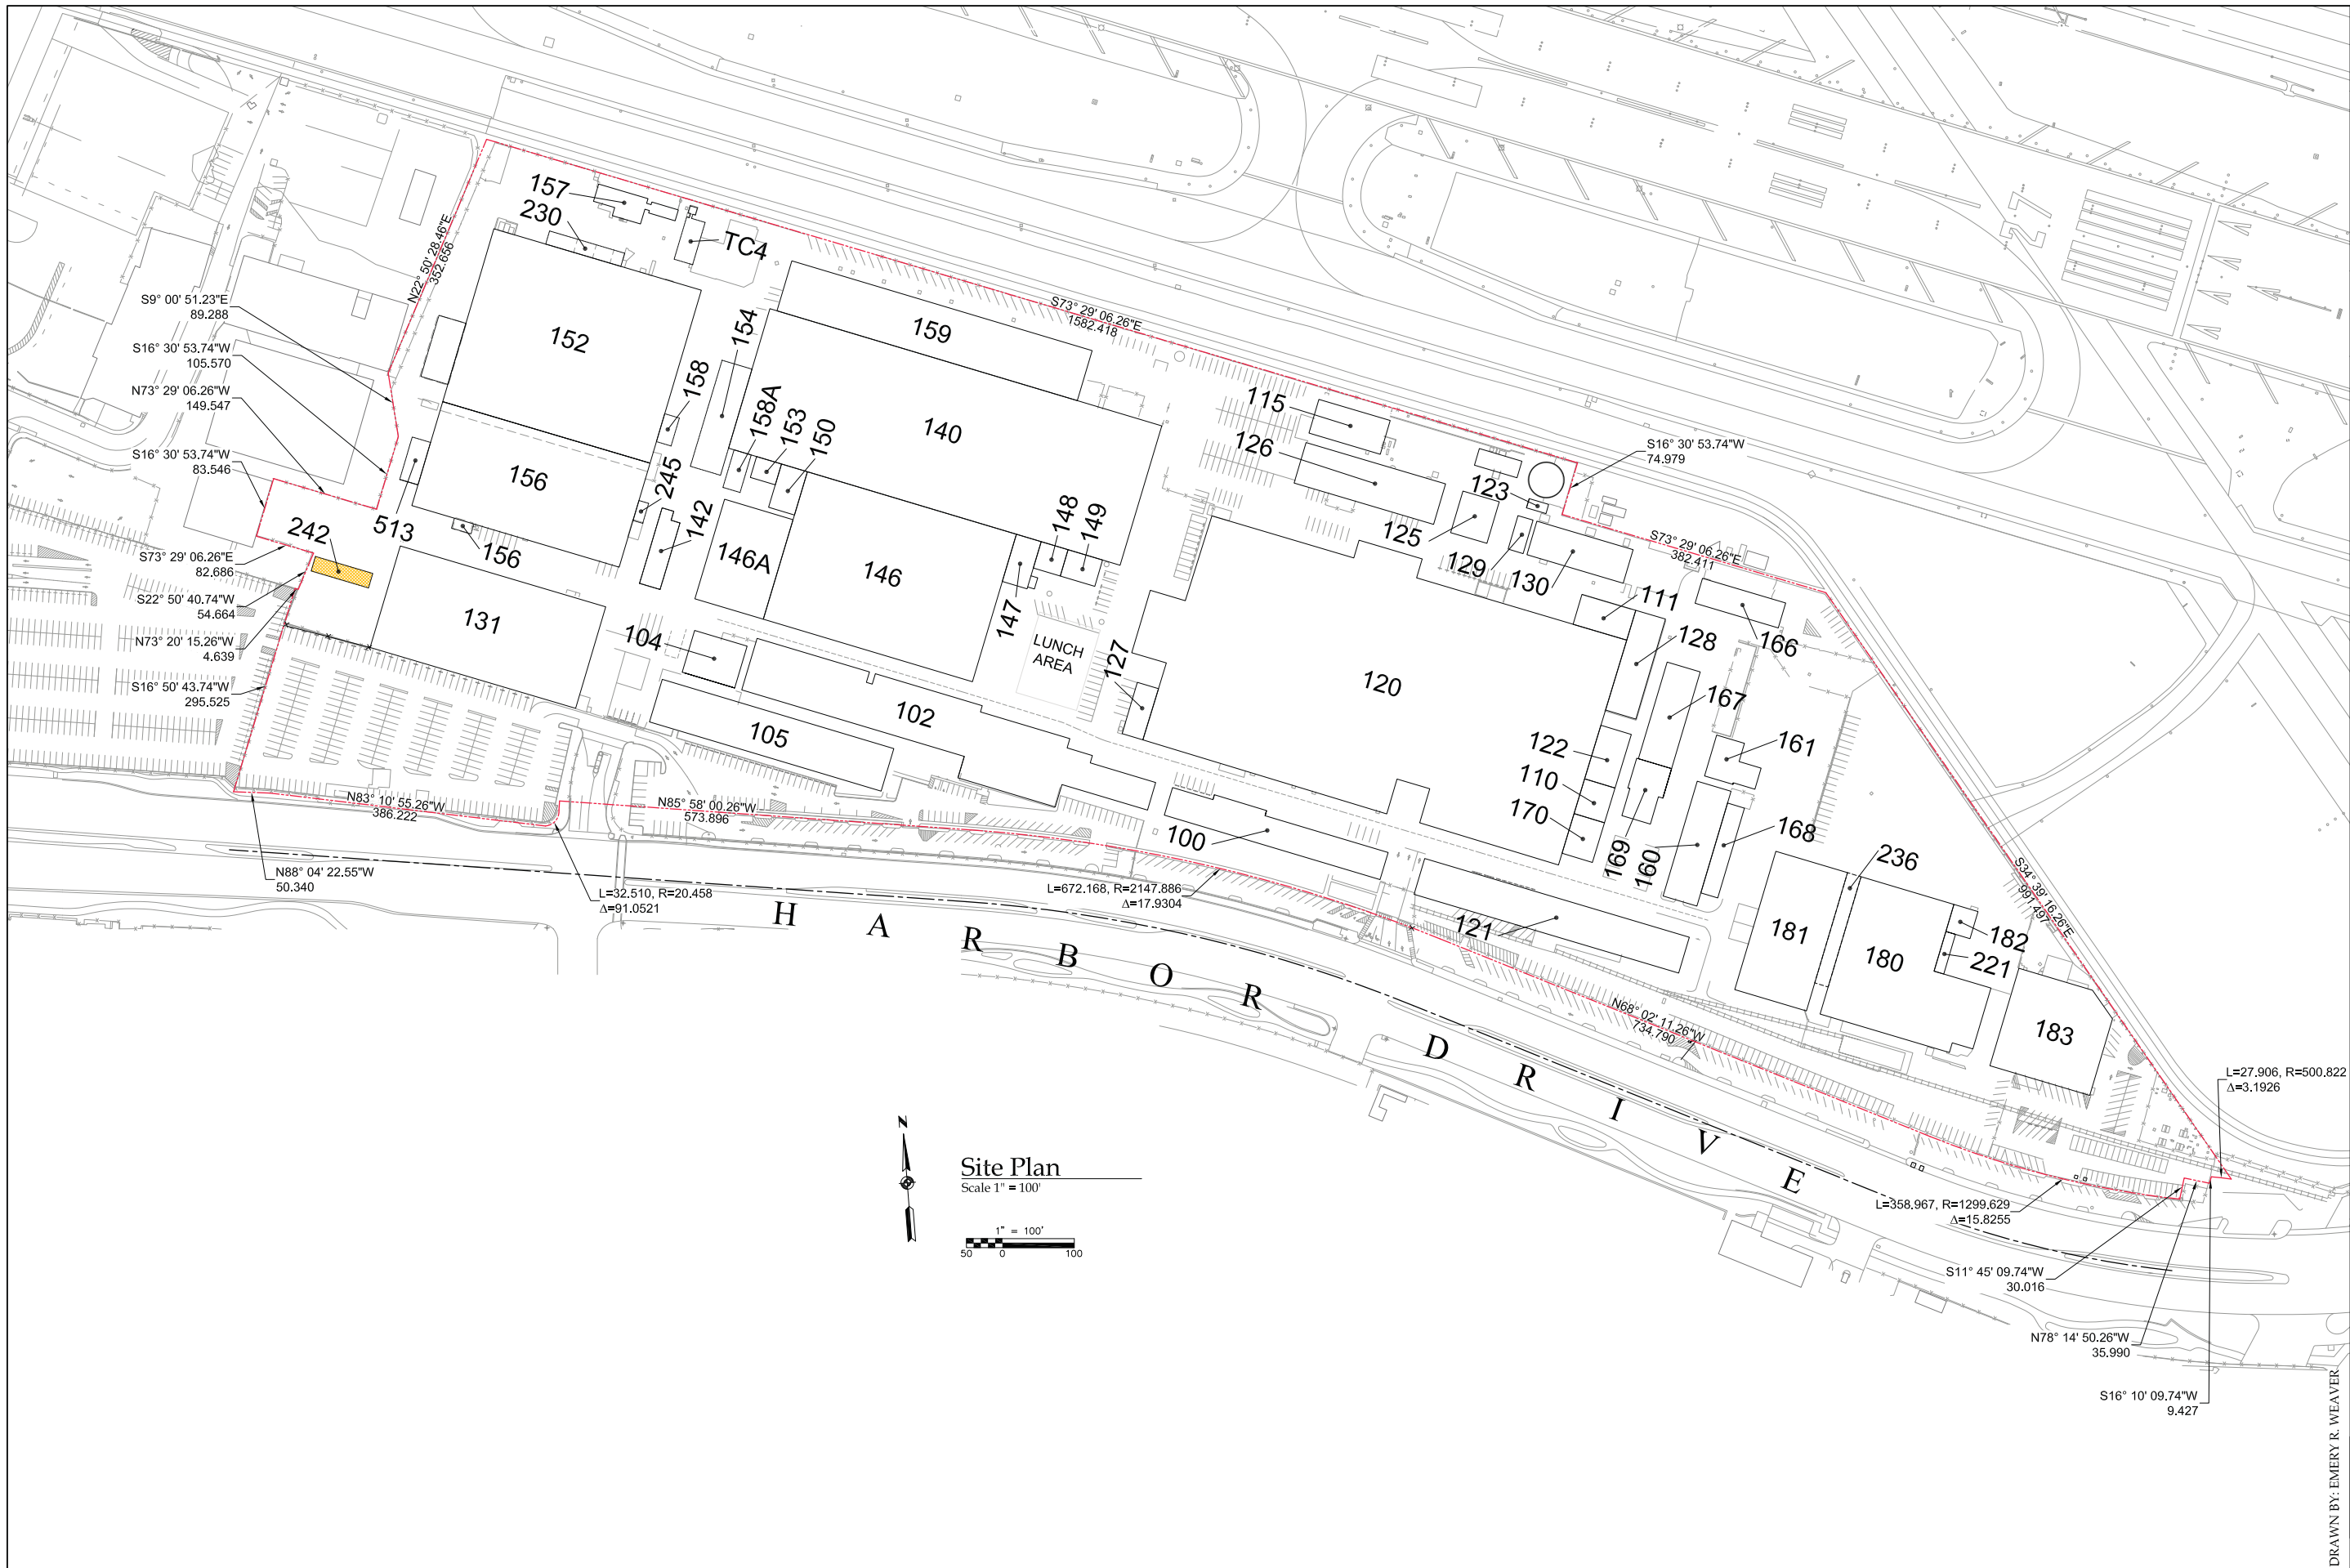 157
230
TC4
N22° 50' 28.46"E
352.656
S9° 00' 51.23"E
89.288
S16° 30' 53.74"W
105.570
N73° 29' 06.26"W
149.547
S16° 30' 53.74"W
83.546
S73° 29' 06.26"E
82.686
S22° 50' 40.74"W
54.664
N73° 20' 15.26"W
4.639
S16° 50' 43.74"W
295.525
S73° 29' 06.26"E
1582.418
152
154
159
158
158A
153
150
140
156
245
142
513
242
156
146A
146
148
149
147
131
104
105
102
LUNCH
AREA
127
115
126
123
125
129
130
S16° 30' 53.74"W
74.979
S73° 29' 06.26"E
382.411
111
128
166
167
161
120
122
110
170
169
160
168
100
121
236
181
180
182
221
183
S34° 39' 16.26"E
991.497
N83° 10' 55.26"W
386.222
N85° 58' 00.26"W
573.896
N88° 04' 22.55"W
50.340
L=32.510, R=20.458
Δ=91.0521
L=672.168, R=2147.886
Δ=17.9304
N68° 02' 11.26"W
734.790
HARBOR DRIVE
L=27.906, R=500.822
Δ=3.1926
L=358.967, R=1299.629
Δ=15.8255
S11° 45' 09.74"W
30.016
N78° 14' 50.26"W
35.990
S16° 10' 09.74"W
9.427
N
Site Plan
Scale 1" = 100'
1" = 100'
50 0 100
DRAWN BY: EMERY R. WEAVER